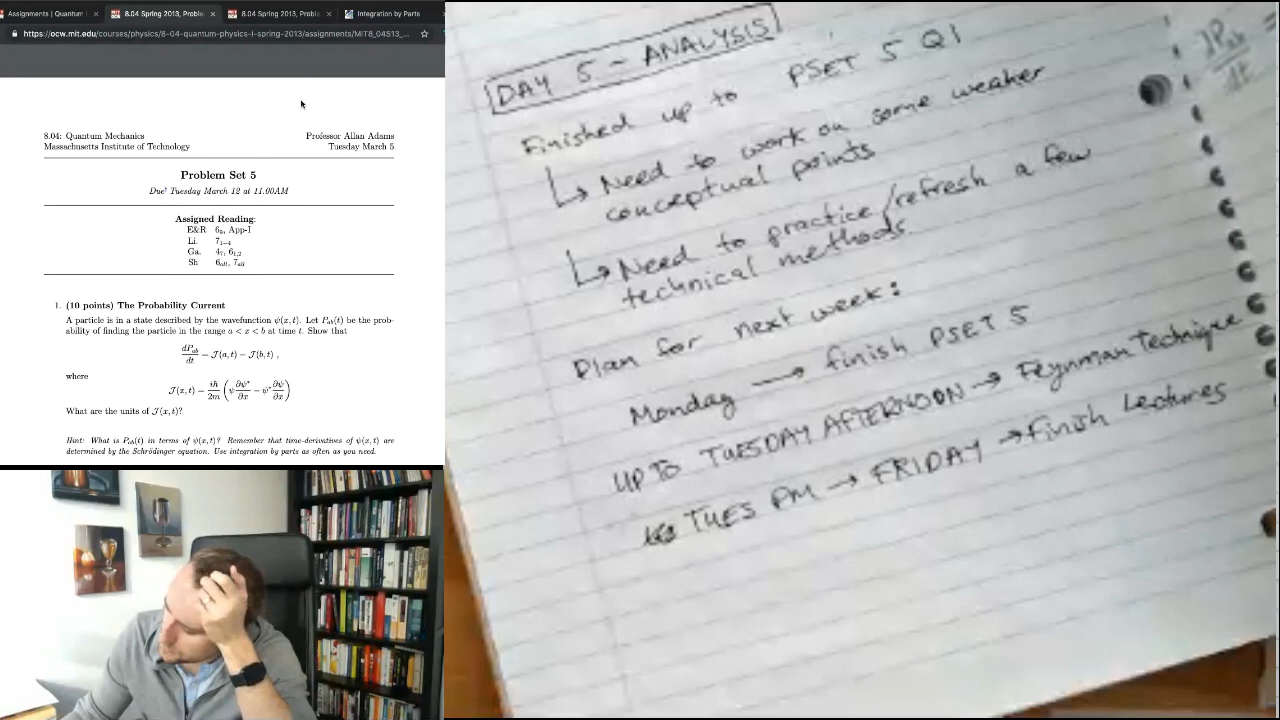 Assignments | Quantum
8.04 Spring 2013, Proble
8.04 Spring 2013, Proble
Integration by Parts
https://ocw.mit.edu/courses/physics/8-04-quantum-physics-i-spring-2013/assignments/MIT8_04S13_...
8.04: Quantum Mechanics
Professor Allan Adams
Massachusetts Institute of Technology
Tuesday March 5
Problem Set 5
Due† Tuesday March 12 at 11.00AM
Assigned Reading:
E&R 6₉, App-I
Li. 7₁₋₄
Ga. 4₇, 6₁,₂
Sh 6ₐₗₗ, 7ₐₗₗ
1. (10 points) The Probability Current
A particle is in a state described by the wavefunction ψ(x, t). Let Pab(t) be the prob-
ability of finding the particle in the range a < x < b at time t. Show that
dPab/dt = J(a, t) − J(b, t) ,
where
J(x, t) = iħ/2m (ψ ∂ψ*/∂x − ψ* ∂ψ/∂x)
What are the units of J(x, t)?
Hint: What is Pab(t) in terms of ψ(x, t)? Remember that time-derivatives of ψ(x, t) are
determined by the Schrödinger equation. Use integration by parts as often as you need.
DAY 5 - ANALYSIS
Finished up to PSET 5 Q1
↳ Need to work on some weaker
conceptual points
↳ Need to practice/refresh a few
technical methods.
Plan for next week:
Monday → finish PSET 5
UP TO TUESDAY AFTERNOON → Feynman Technique
TUES PM → FRIDAY → finish Lectures
dPab/dt =